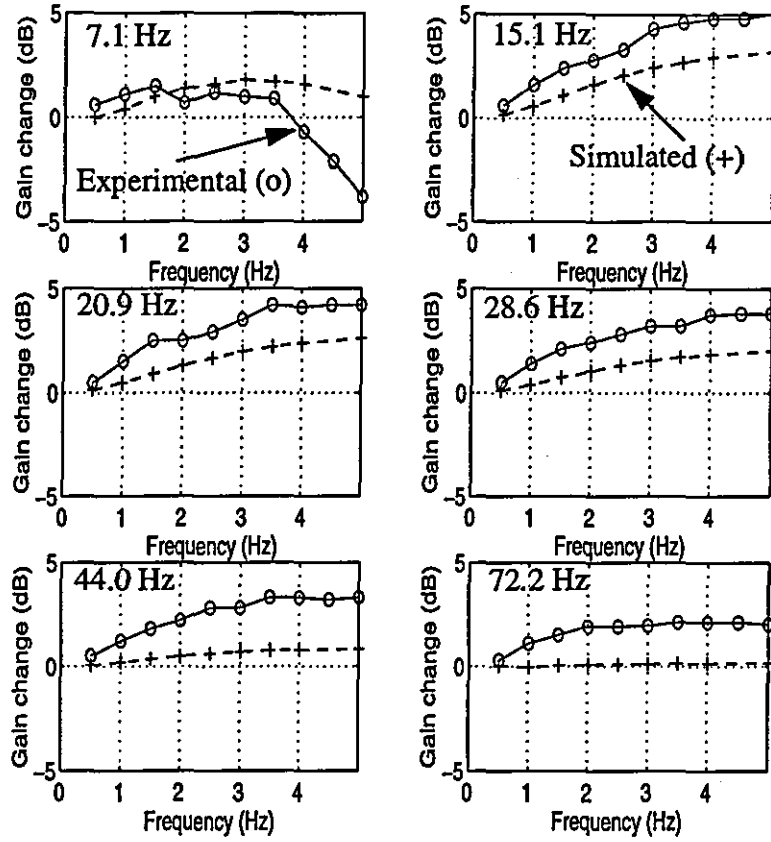 Gain change (dB)
5
0
−5
7.1 Hz
Experimental (o)
0 1 2 3 4
Frequency (Hz)
Gain change (dB)
5
0
−5
15.1 Hz
Simulated (+)
0 1 2 3 4
Frequency (Hz)
Gain change (dB)
5
0
−5
20.9 Hz
0 1 2 3 4
Frequency (Hz)
Gain change (dB)
5
0
−5
28.6 Hz
0 1 2 3 4
Frequency (Hz)
Gain change (dB)
5
0
−5
44.0 Hz
0 1 2 3 4
Frequency (Hz)
Gain change (dB)
5
0
−5
72.2 Hz
0 1 2 3 4
Frequency (Hz)